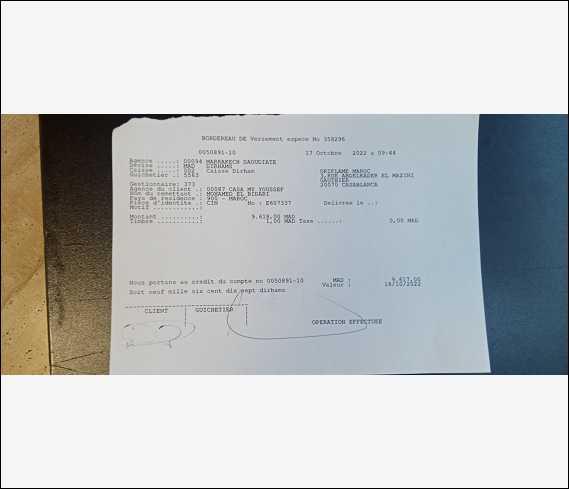 BORDEREAU DE Versement espece No 358296
0050891-10 17 Octobre 2022 a 09:44
Agence .....: 00094 MARRAKECH DAOUDIATE
Devise .....: MAD DIRHAMS
Caisse .....: 002 Caisse Dirham ORIFLAME MAROC
Guichetier .: 5563 3,RUE ABDELKADER EL MAZINI
GAUTHIER
Gestionnaire: 373 20070 CASABLANCA
Agence du client .: 00087 CASA MY YOUSSEF
Nom du remettant .: MOHAMED EL BIDARI
Pays de residence : 900 - MAROC
Pièce d'identite .: CIN No : E607337 Delivree le ..:
Motif ...........:
Montant ..........: 9.618,00 MAD
Timbre ...........: 1,00 MAD Taxe ......: 0,00 MAD
Nous portons au credit du compte no 0050891-10 MAD : 9.617,00
Valeur : 18/10/2022
Soit neuf mille six cent dix sept dirhams
CLIENT GUICHETIER
OPERATION EFFECTUEE